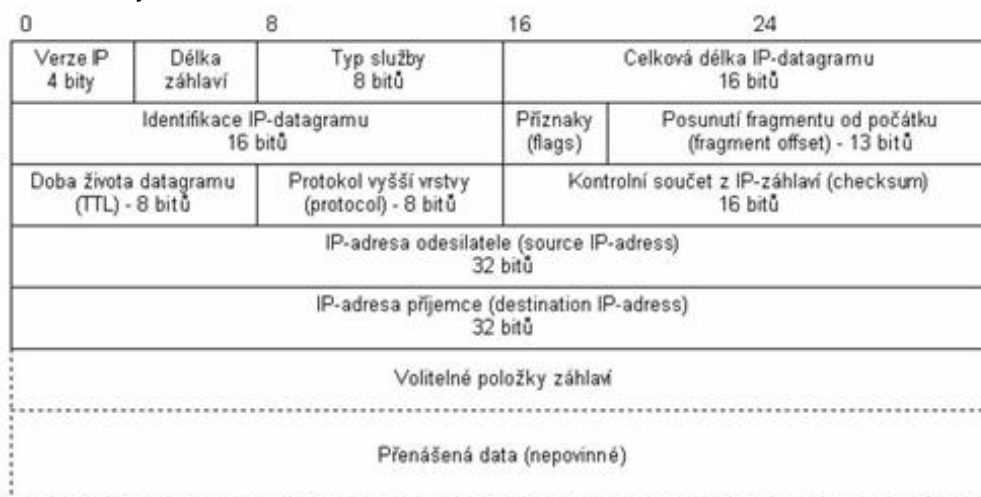 0 8 16 24
Verze IP
4 bity
Délka
záhlaví
Typ služby
8 bitů
Celková délka IP-datagramu
16 bitů
Identifikace IP-datagramu
16 bitů
Příznaky
(flags)
Posunutí fragmentu od počátku
(fragment offset) - 13 bitů
Doba života datagramu
(TTL) - 8 bitů
Protokol vyšší vrstvy
(protocol) - 8 bitů
Kontrolní součet z IP-záhlaví (checksum)
16 bitů
IP-adresa odesilatele (source IP-adress)
32 bitů
IP-adresa příjemce (destination IP-adress)
32 bitů
Volitelné položky záhlaví
Přenášená data (nepovinné)